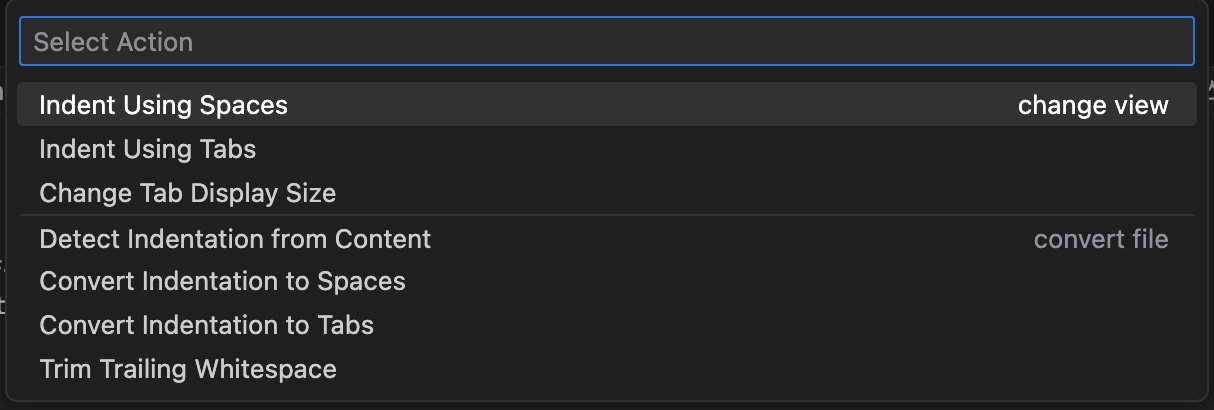 Select Action
Indent Using Spaces change view
Indent Using Tabs
Change Tab Display Size
Detect Indentation from Content convert file
Convert Indentation to Spaces
Convert Indentation to Tabs
Trim Trailing Whitespace